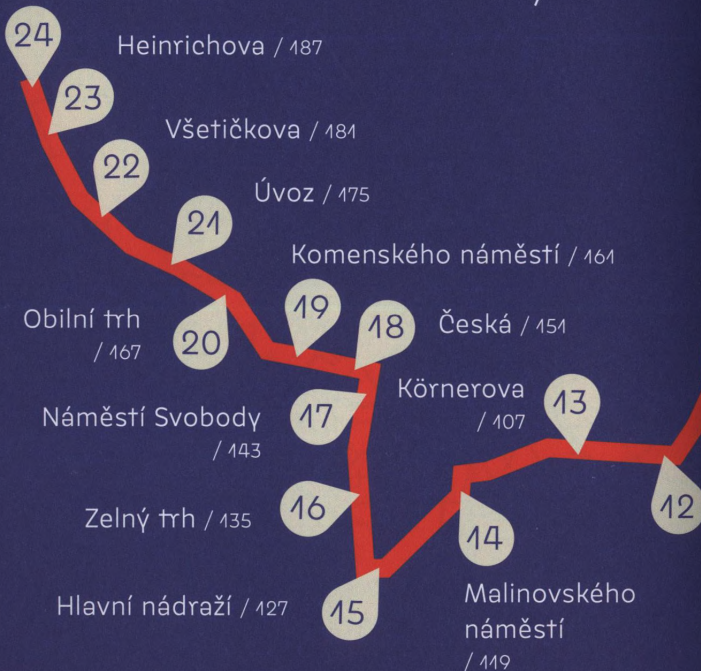 24
Heinrichova / 187
23
Všetičkova / 181
22
Úvoz / 175
21
Komenského náměstí / 161
19
18
Česká / 151
Obilní trh
/ 167
20
Körnerova
/ 107
13
Náměstí Svobody
/ 143
17
Zelný trh / 135
16
14
12
Hlavní nádraží / 127
15
Malinovského
náměstí
/ 119